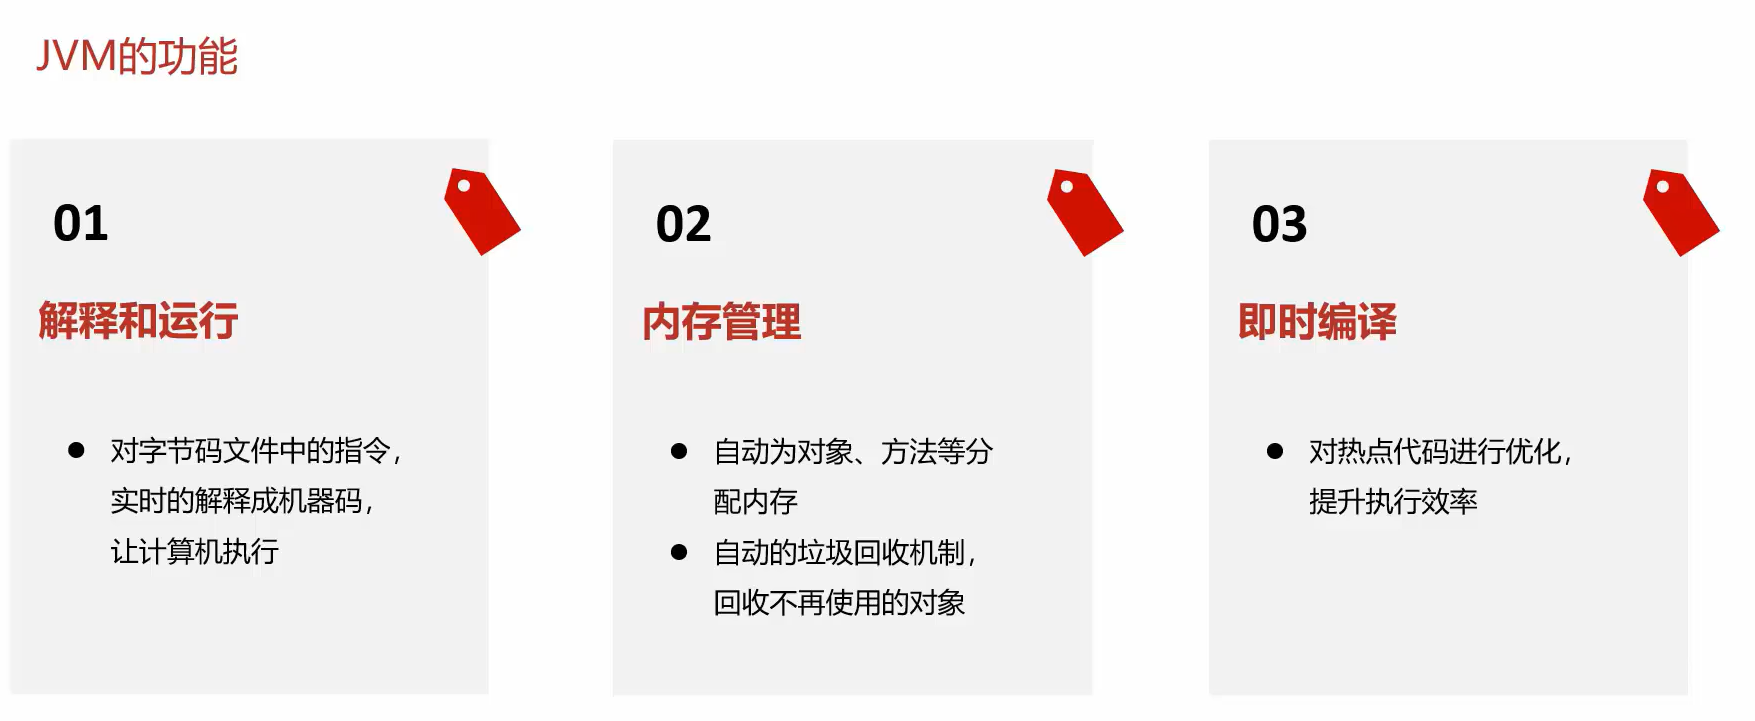 JVM的功能
01
解释和运行
对字节码文件中的指令，
实时的解释成机器码，
让计算机执行
02
内存管理
自动为对象、方法等分
配内存
自动的垃圾回收机制，
回收不再使用的对象
03
即时编译
对热点代码进行优化，
提升执行效率